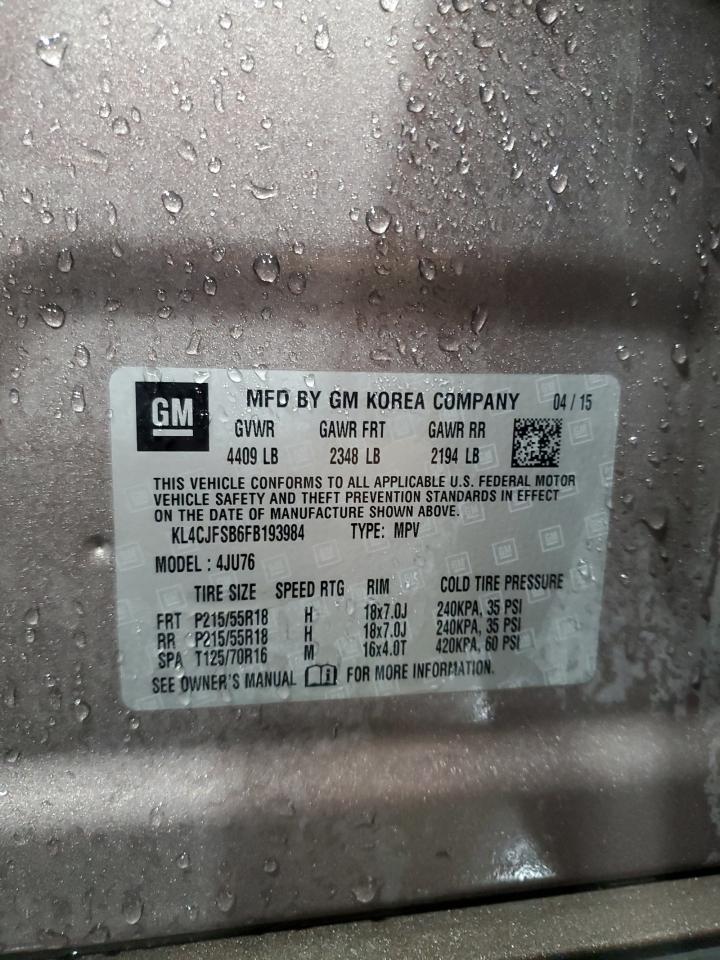 GM MFD BY GM KOREA COMPANY 04 / 15
GVWR GAWR FRT GAWR RR
4409 LB 2348 LB 2194 LB
THIS VEHICLE CONFORMS TO ALL APPLICABLE U.S. FEDERAL MOTOR
VEHICLE SAFETY AND THEFT PREVENTION STANDARDS IN EFFECT
ON THE DATE OF MANUFACTURE SHOWN ABOVE.
KL4CJFSB6FB193984 TYPE: MPV
MODEL : 4JU76
TIRE SIZE SPEED RTG RIM COLD TIRE PRESSURE
FRT P215/55R18 H 18x7.0J 240KPA, 35 PSI
RR P215/55R18 H 18x7.0J 240KPA, 35 PSI
SPA T125/70R16 M 16x4.0T 420KPA, 60 PSI
SEE OWNER'S MANUAL FOR MORE INFORMATION.